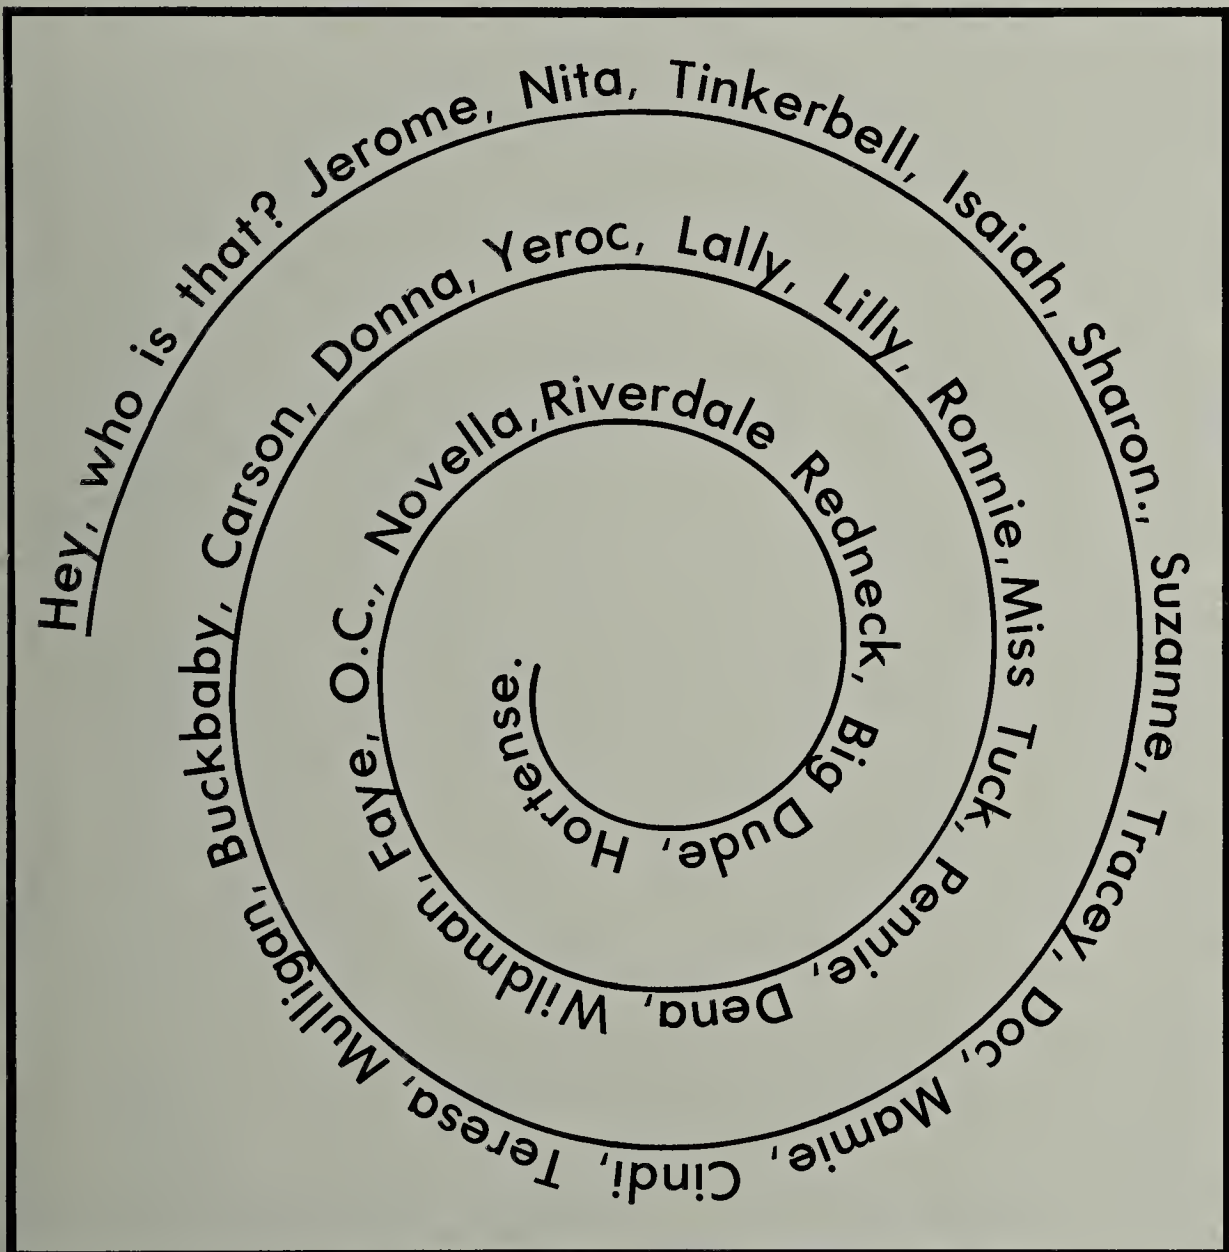 Hey, who is that? Jerome, Nita, Tinkerbell, Isaiah, Sharon., Suzanne, Tracey, Doc, Mamie, Cindi, Teresa, Mulligan, Buckbaby, Carson, Donna, Yeroc, Lally, Lilly, Ronnie, Miss Tuck, Pennie, Dena, Wildman, Faye, O.C., Novella, Riverdale Redneck, Big Dude, Hortense.